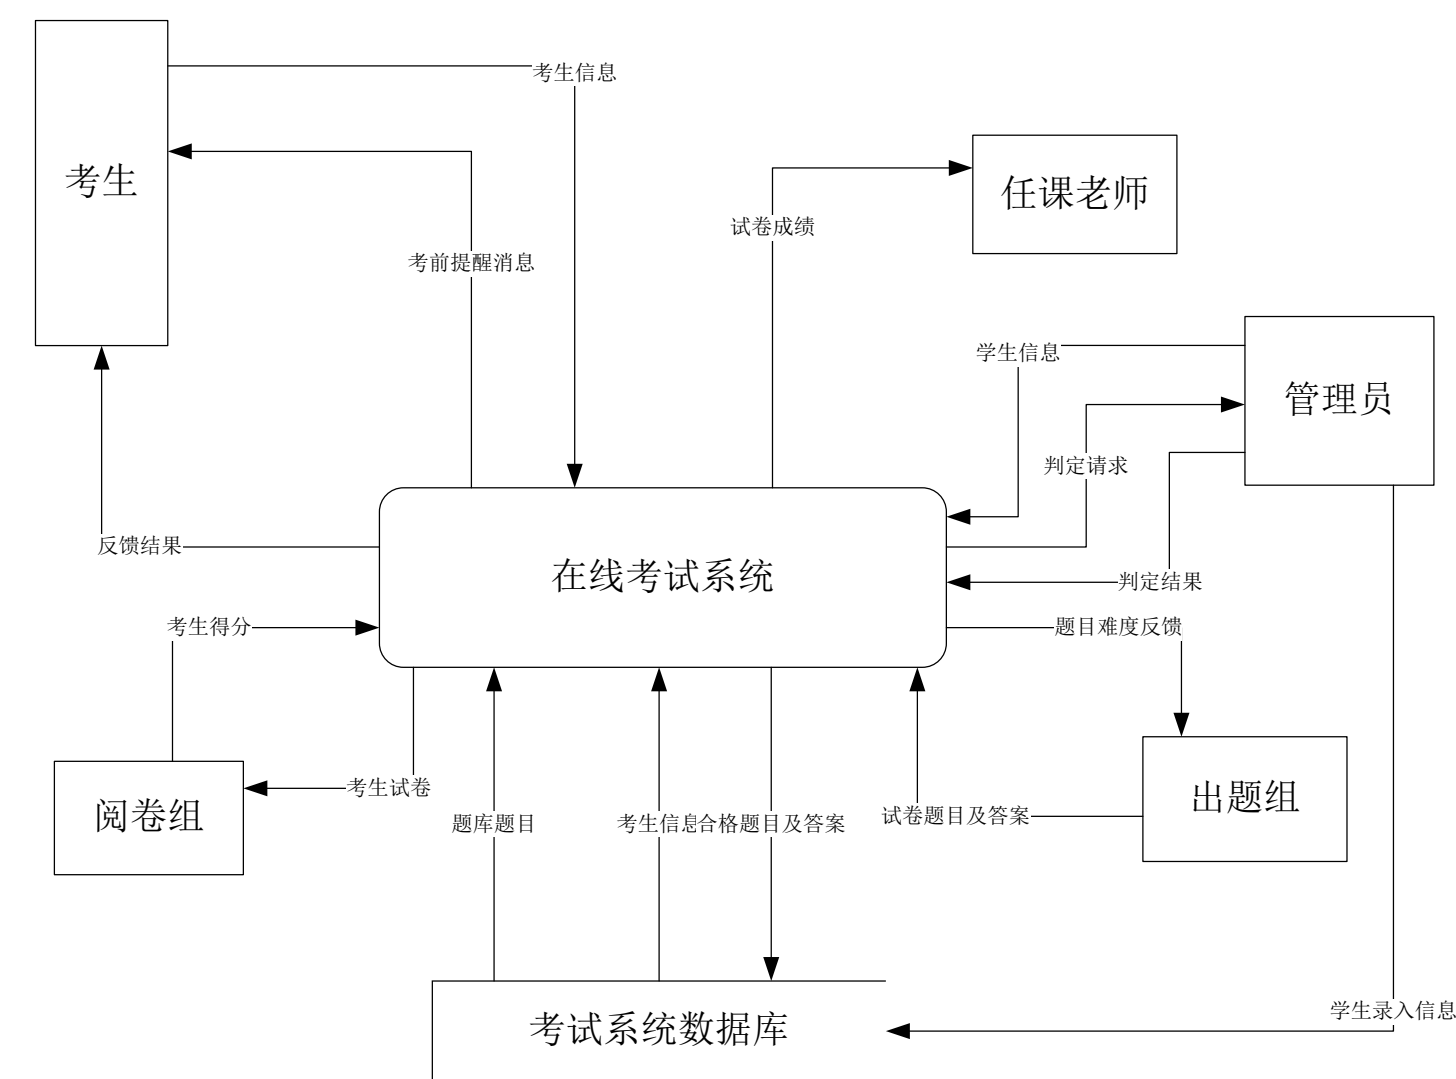 考生信息
考生
任课老师
试卷成绩
考前提醒消息
学生信息
管理员
判定请求
反馈结果
在线考试系统
判定结果
考生得分
题目难度反馈
考生试卷
出题组
阅卷组
题库题目
考生信息
合格题目及答案
试卷题目及答案
学生录入信息
考试系统数据库